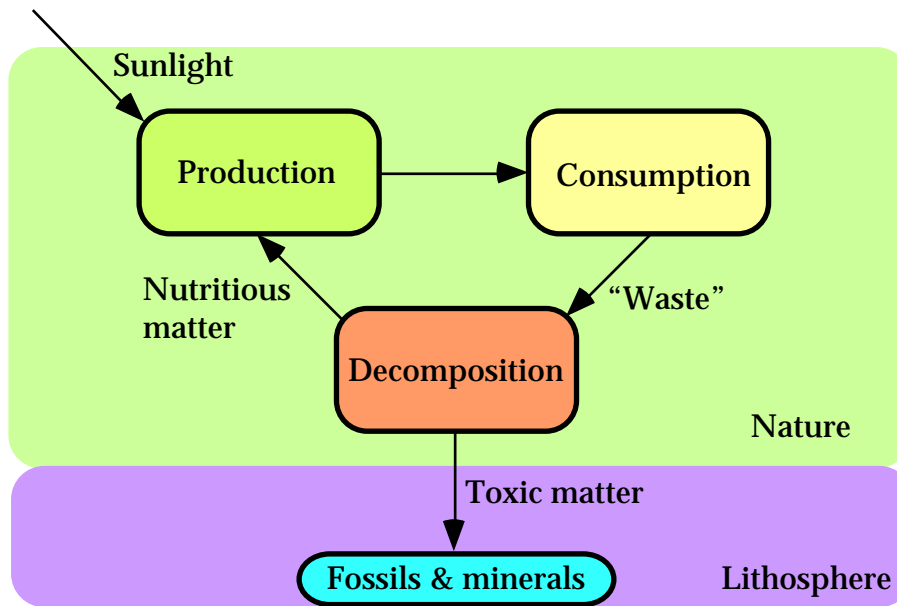 Sunlight
Production
Consumption
Nutritious
matter
“Waste”
Decomposition
Nature
Toxic matter
Fossils & minerals
Lithosphere